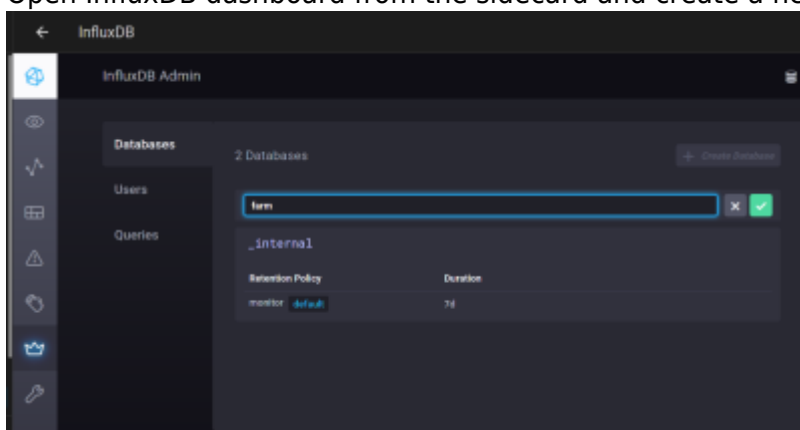 Open InfluxDB dashboard from the sidecard and create a ne
InfluxDB
InfluxDB Admin
Databases
Users
Queries
2 Databases
+ Create Database
farm
_internal
Retention Policy
Duration
monitor default
7d